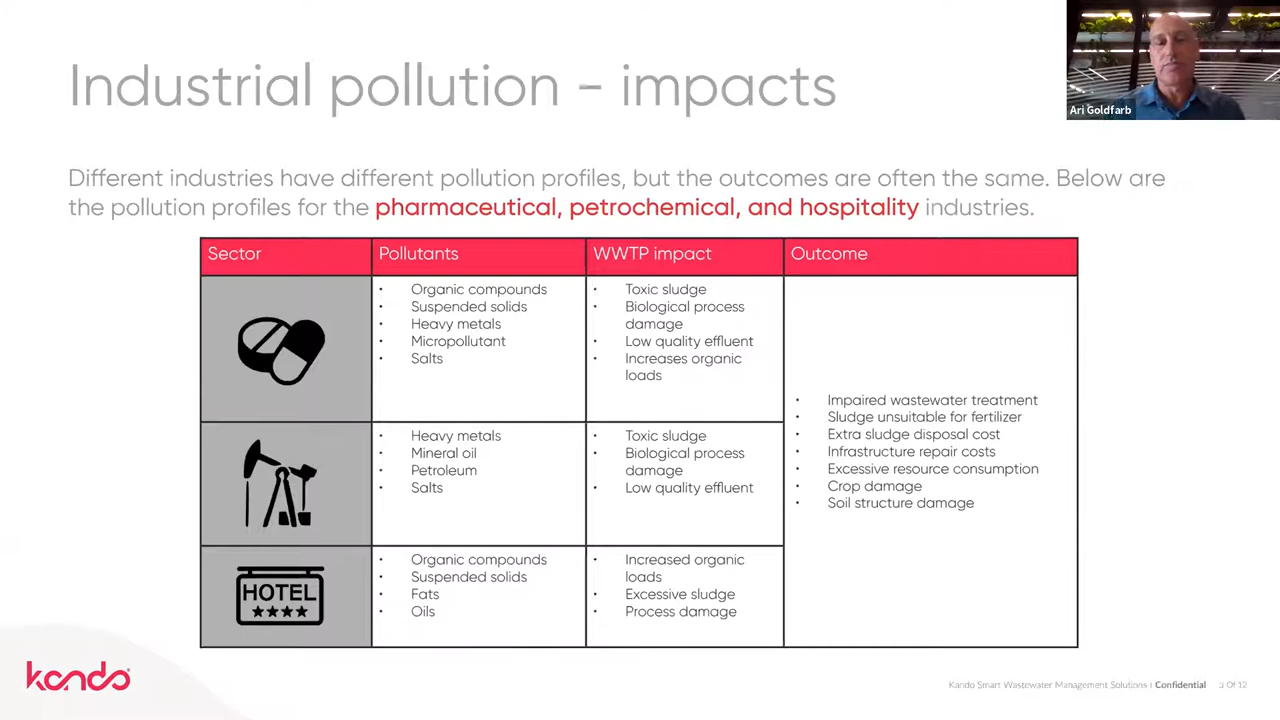 Industrial pollution - impacts
Ari Goldfarb
Different industries have different pollution profiles, but the outcomes are often the same. Below are
the pollution profiles for the pharmaceutical, petrochemical, and hospitality industries.
Sector
Pollutants
WWTP impact
Outcome
• Organic compounds
• Suspended solids
• Heavy metals
• Micropollutant
• Salts
• Toxic sludge
• Biological process
damage
• Low quality effluent
• Increases organic
loads
• Heavy metals
• Mineral oil
• Petroleum
• Salts
• Toxic sludge
• Biological process
damage
• Low quality effluent
HOTEL
• Organic compounds
• Suspended solids
• Fats
• Oils
• Increased organic
loads
• Excessive sludge
• Process damage
• Impaired wastewater treatment
• Sludge unsuitable for fertilizer
• Extra sludge disposal cost
• Infrastructure repair costs
• Excessive resource consumption
• Crop damage
• Soil structure damage
kando
Kando Smart Wastewater Management Solutions | Confidential
Of 12